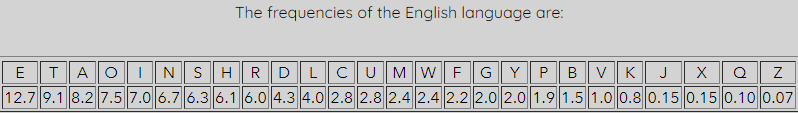 The frequencies of the English language are:
E T A O I N S H R D L C U M W F G Y P B V K J X Q Z
12.7 9.1 8.2 7.5 7.0 6.7 6.3 6.1 6.0 4.3 4.0 2.8 2.8 2.4 2.4 2.2 2.0 2.0 1.9 1.5 1.0 0.8 0.15 0.15 0.10 0.07